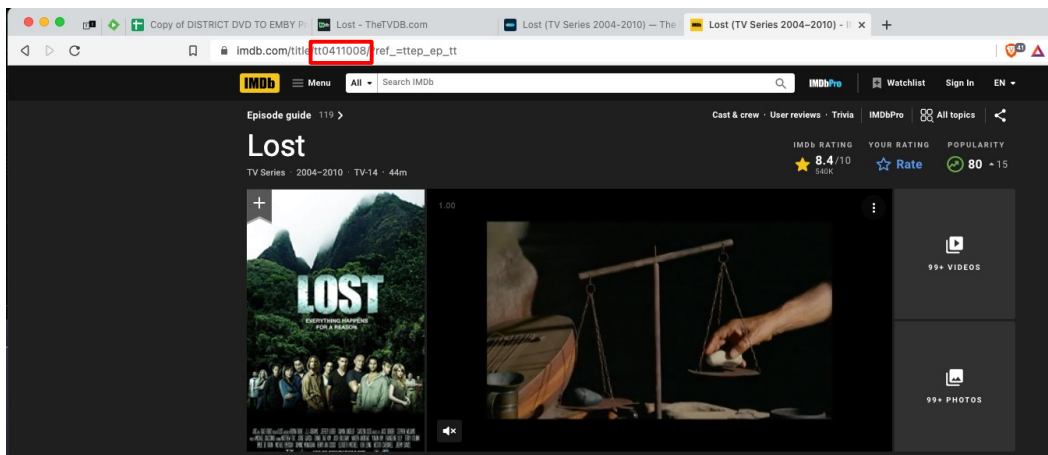 Copy of DISTRICT DVD TO EMBY Pr
Lost - TheTVDB.com
Lost (TV Series 2004-2010) — The
Lost (TV Series 2004–2010) - I
imdb.com/title/tt0411008/?ref_=ttep_ep_tt
IMDb
Menu
All
Search IMDb
IMDbPro
Watchlist
Sign In
EN
Episode guide 119
Cast & crew · User reviews · Trivia
IMDbPro
All topics
Lost
TV Series · 2004–2010 · TV-14 · 44m
IMDb RATING
8.4/10
540K
YOUR RATING
Rate
POPULARITY
80
15
1.00
LOST
EVERYTHING HAPPENS
FOR A REASON
99+ VIDEOS
99+ PHOTOS